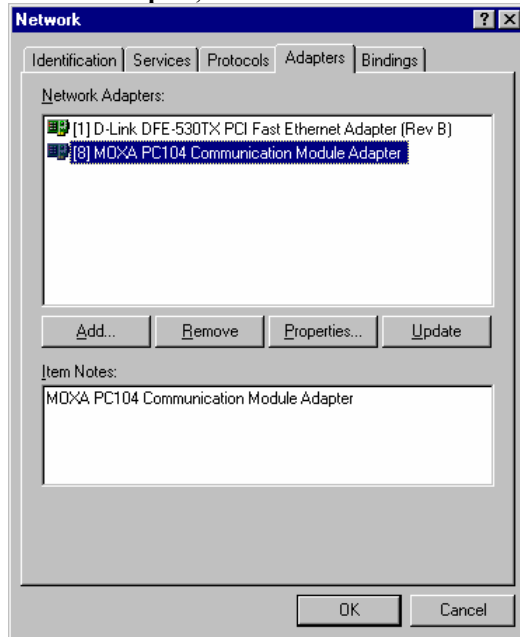 Network
Identification Services Protocols Adapters Bindings
Network Adapters:
[1] D-Link DFE-530TX PCI Fast Ethernet Adapter (Rev B)
[8] MOXA PC104 Communication Module Adapter
Add... Remove Properties... Update
Item Notes:
MOXA PC104 Communication Module Adapter
OK Cancel